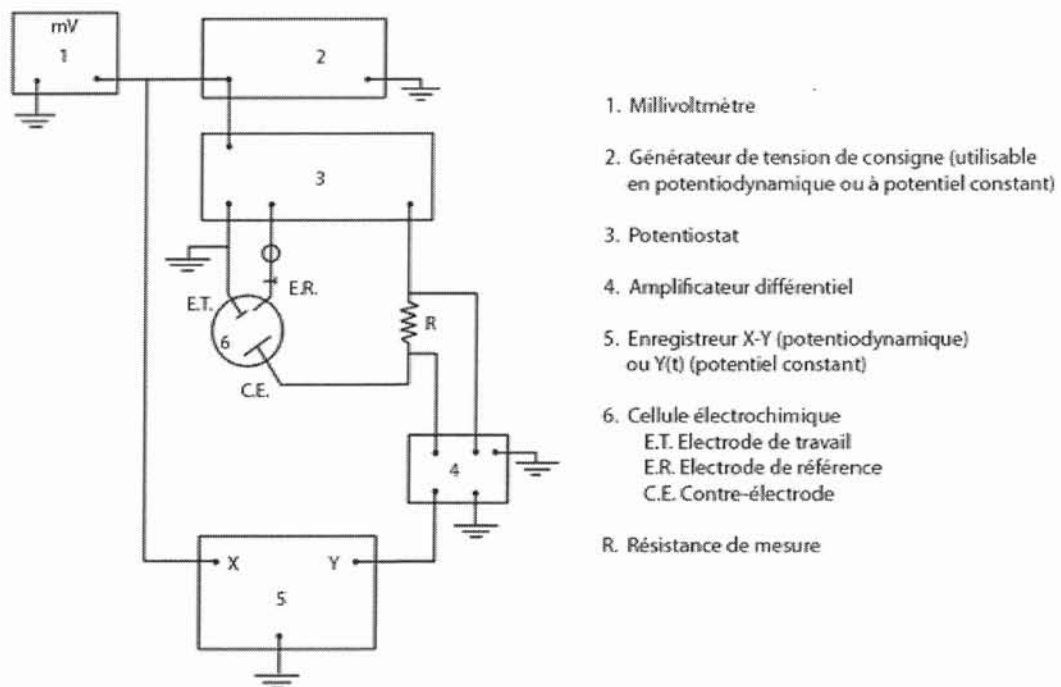 mV
1
2
3
E.T.
E.R.
6
R
C.E.
4
X
Y
5
1. Millivoltmètre
2. Générateur de tension de consigne (utilisable
en potentiodynamique ou à potentiel constant)
3. Potentiostat
4. Amplificateur différentiel
5. Enregistreur X-Y (potentiodynamique)
ou Y(t) (potentiel constant)
6. Cellule électrochimique
E.T. Electrode de travail
E.R. Electrode de référence
C.E. Contre-électrode
R. Résistance de mesure